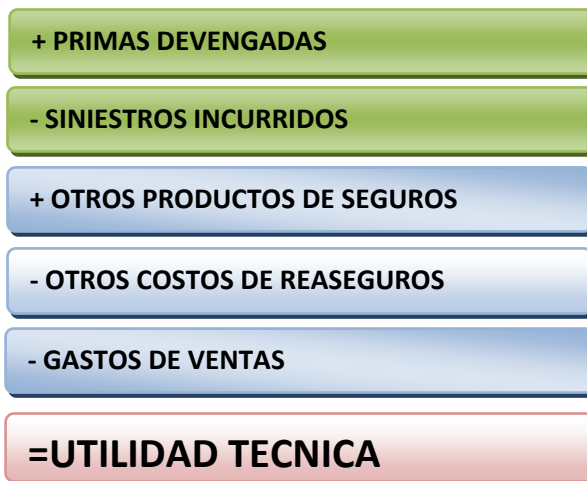 + PRIMAS DEVENGADAS
- SINIESTROS INCURRIDOS
+ OTROS PRODUCTOS DE SEGUROS
- OTROS COSTOS DE REASEGUROS
- GASTOS DE VENTAS
=UTILIDAD TECNICA